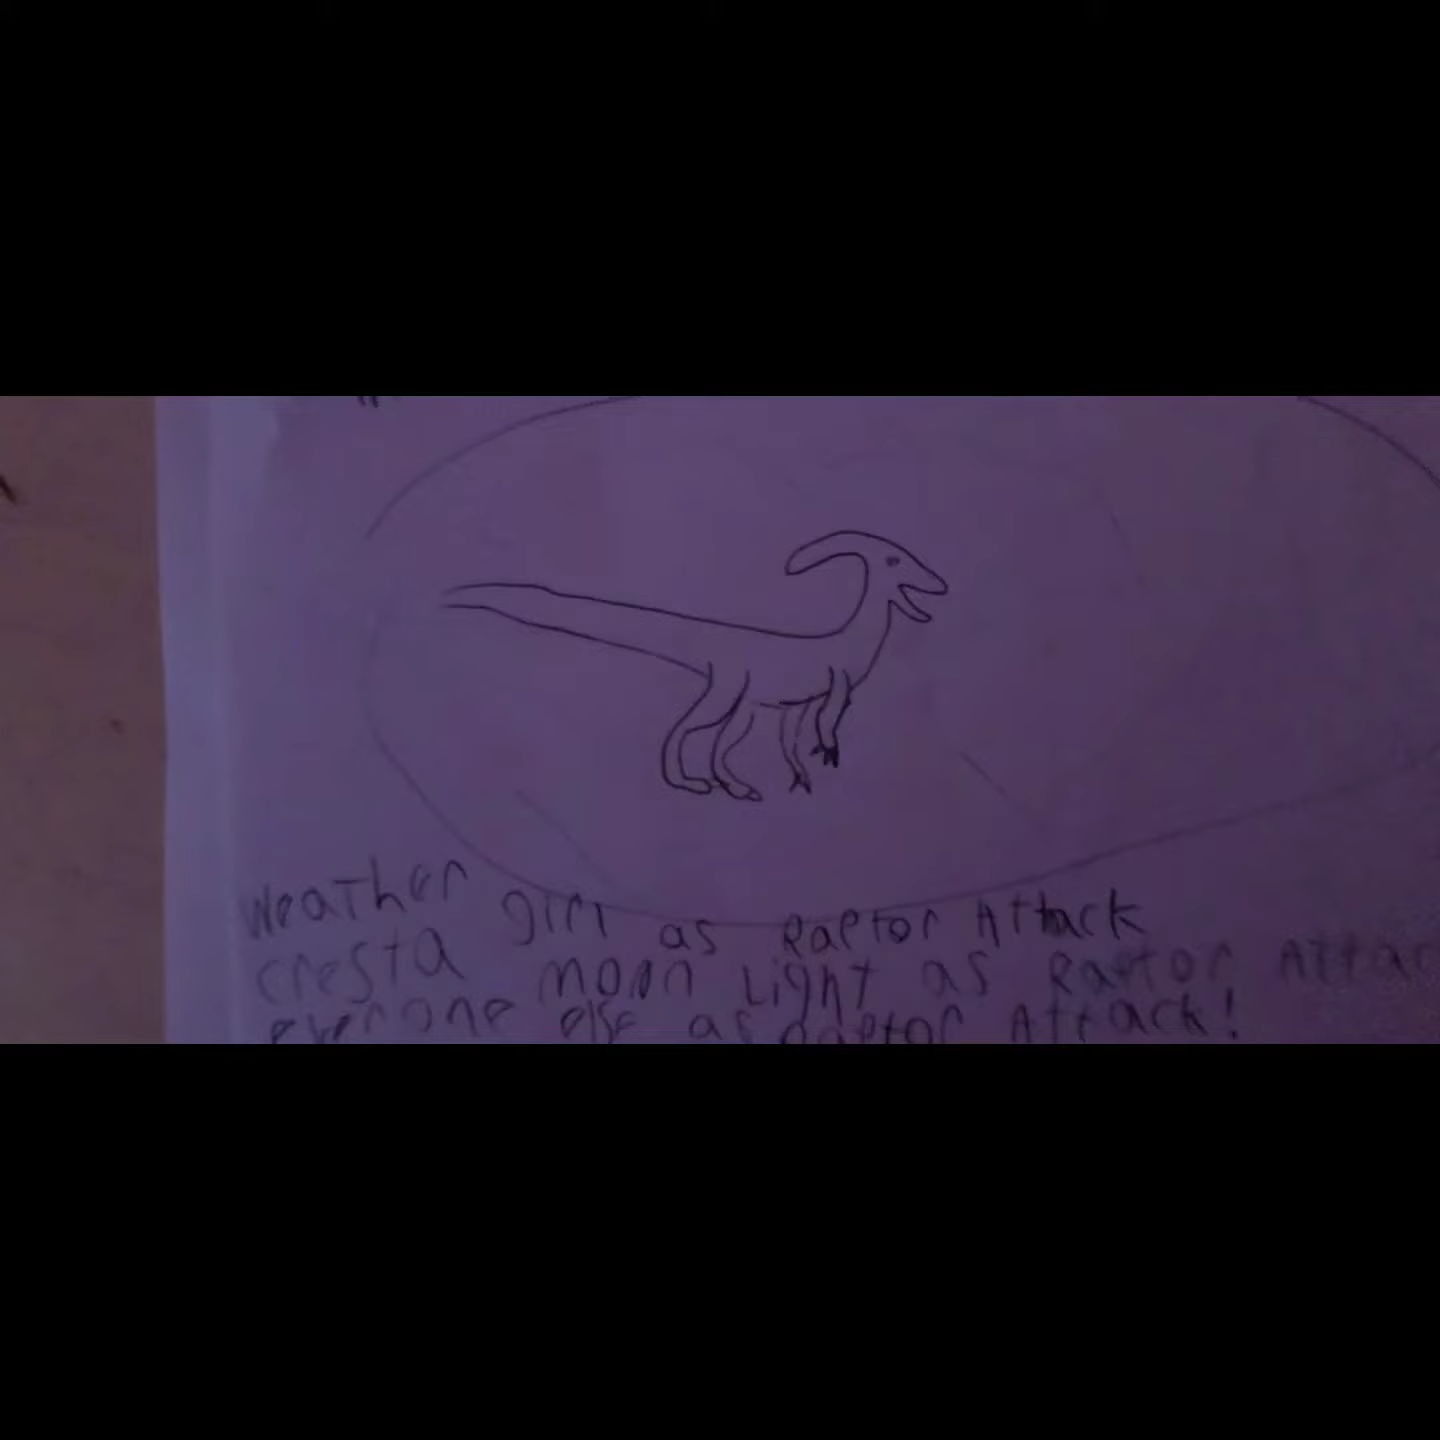 Weather girl as Raptor Attack
cresta moon Light as Raptor Attac
everone else as Raptor Attack!